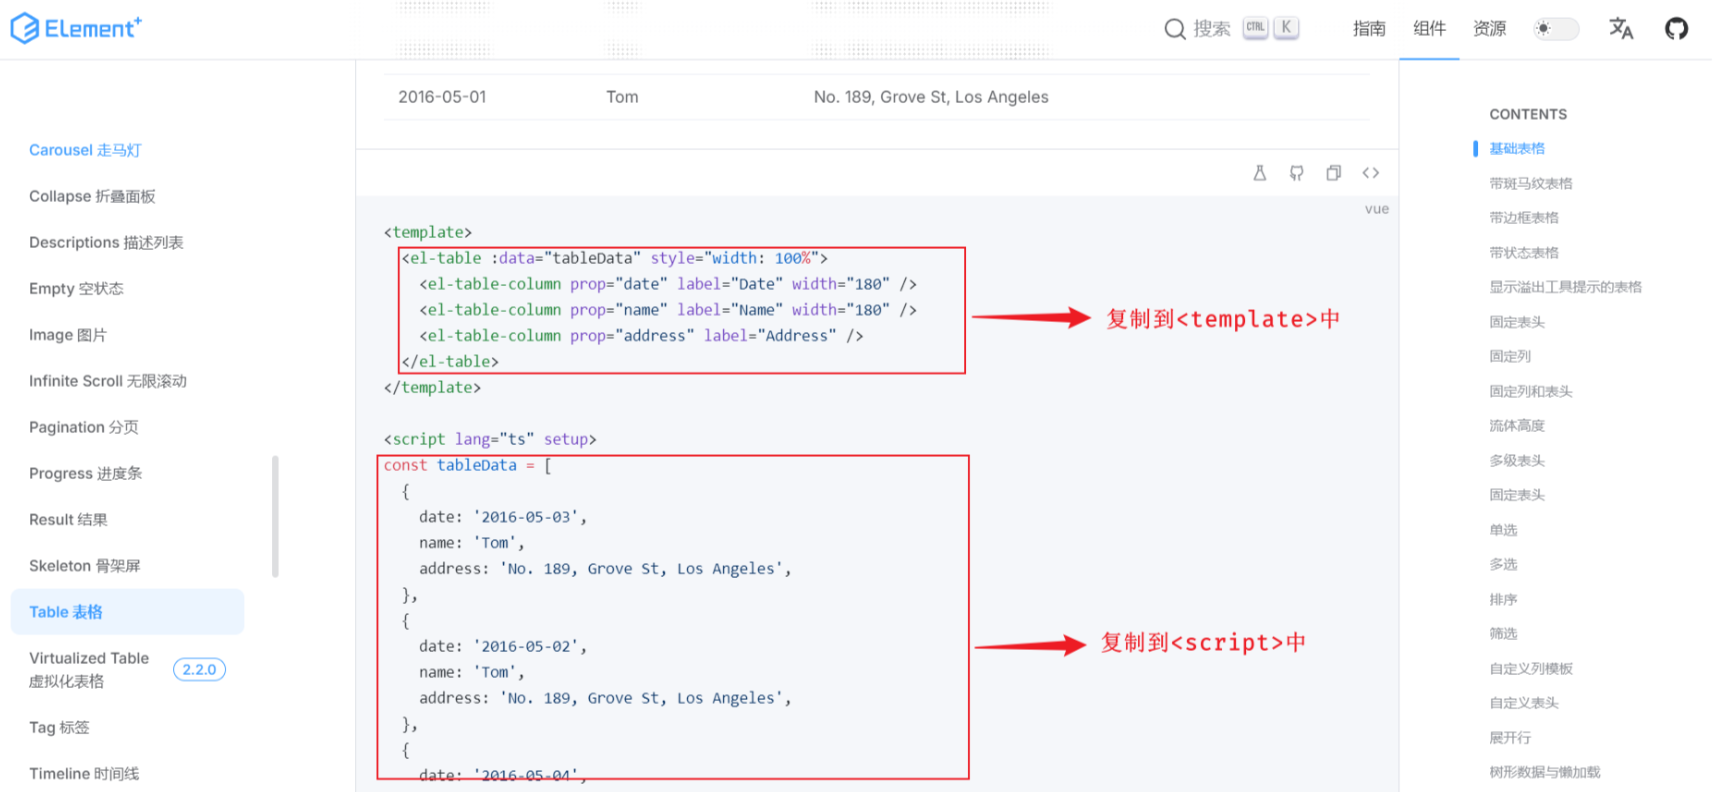 Element+
搜索 CTRL K
指南 组件 资源
Carousel 走马灯
Collapse 折叠面板
Descriptions 描述列表
Empty 空状态
Image 图片
Infinite Scroll 无限滚动
Pagination 分页
Progress 进度条
Result 结果
Skeleton 骨架屏
Table 表格
Virtualized Table
虚拟化表格
2.2.0
Tag 标签
Timeline 时间线
2016-05-01 Tom No. 189, Grove St, Los Angeles
vue
<template>
<el-table :data="tableData" style="width: 100%">
<el-table-column prop="date" label="Date" width="180" />
<el-table-column prop="name" label="Name" width="180" />
<el-table-column prop="address" label="Address" />
</el-table>
</template>
复制到<template>中
<script lang="ts" setup>
const tableData = [
{
date: '2016-05-03',
name: 'Tom',
address: 'No. 189, Grove St, Los Angeles',
},
{
date: '2016-05-02',
name: 'Tom',
address: 'No. 189, Grove St, Los Angeles',
},
{
date: '2016-05-04',
复制到<script>中
CONTENTS
基础表格
带斑马纹表格
带边框表格
带状态表格
显示溢出工具提示的表格
固定表头
固定列
固定列和表头
流体高度
多级表头
固定表头
单选
多选
排序
筛选
自定义列模板
自定义表头
展开行
树形数据与懒加载